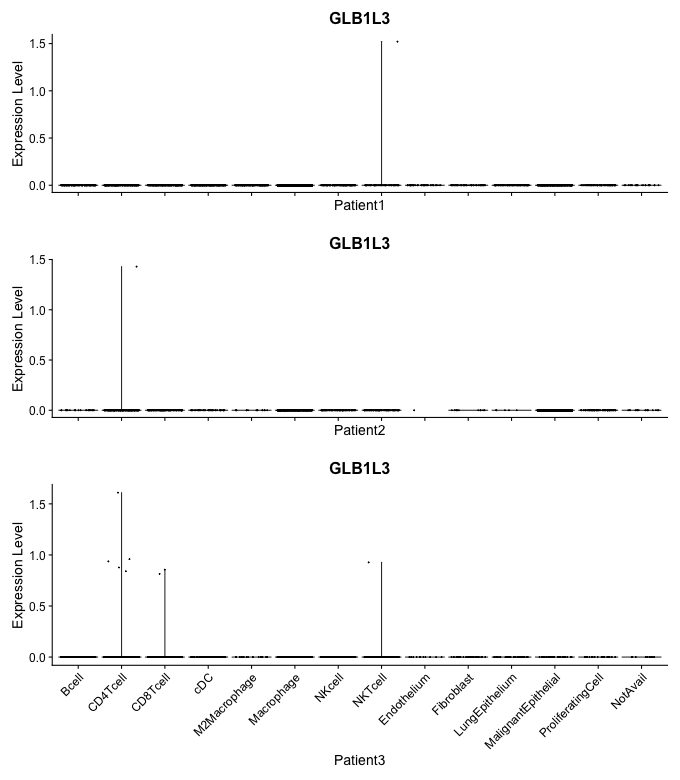 GLB1L3
Expression Level
1.5
1.0
0.5
0.0
Patient1
GLB1L3
Expression Level
1.5
1.0
0.5
0.0
Patient2
GLB1L3
Expression Level
1.5
1.0
0.5
0.0
Bcell
CD4Tcell
CD8Tcell
cDC
M2Macrophage
Macrophage
NKcell
NKTcell
Endothelium
Fibroblast
LungEpithelium
MalignantEpithelial
ProliferatingCell
NotAvail
Patient3